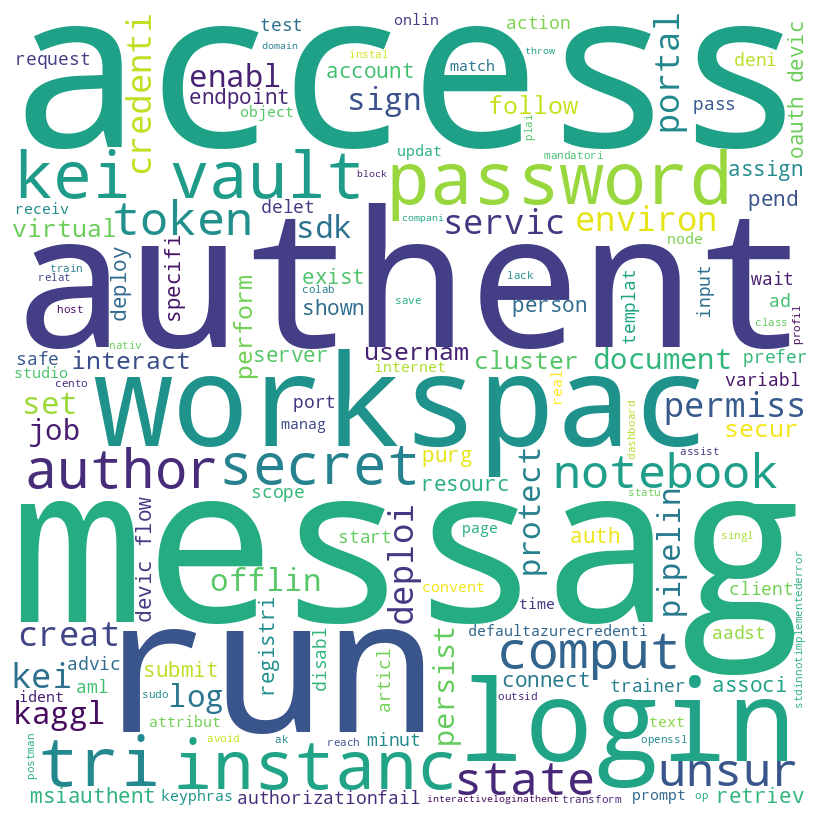 access
test
onlin
action
domain
instal
throw
request
credenti
enabl
account
match
portal
deni
oauth devic
endpoint
object
sign
follow
pass
plai
kei vault
block
updat
password
mandatori
assign
pend
receiv
virtual
token
delet
sdk
compani
servic
environ
node
authent
train
relat
host
deploy
specifi
perform
exist
colab
shown
save
lack
person
templat
input
wait
ad
class
profil
nativ
safe
studio
interact
server
usernam
internet
cluster
document
prefer
cento
workspac
set
job
port
manag
real
variabl
permiss
secur
dashboard
assist
author
secret
scope
purg
resourc
protect
notebook
statu
messag
devic flow
start
deploi
page
auth
pipelin
singl
client
offlin
convent
time
stdinnotimplementederror
run
creat
registri
disabl
articl
persist
defaultazurecredenti
comput
aadst
kei
advic
submit
connect
trainer
associ
aml
ident
sudo
log
outsid
login
kaggl
attribut
text
avoid
ak
reach
minut
openssl
postman
tri
instanc
state
unsur
msiauthent
keyphras
authorizationfail
interactiveloginathent
transform
prompt
op
retriev